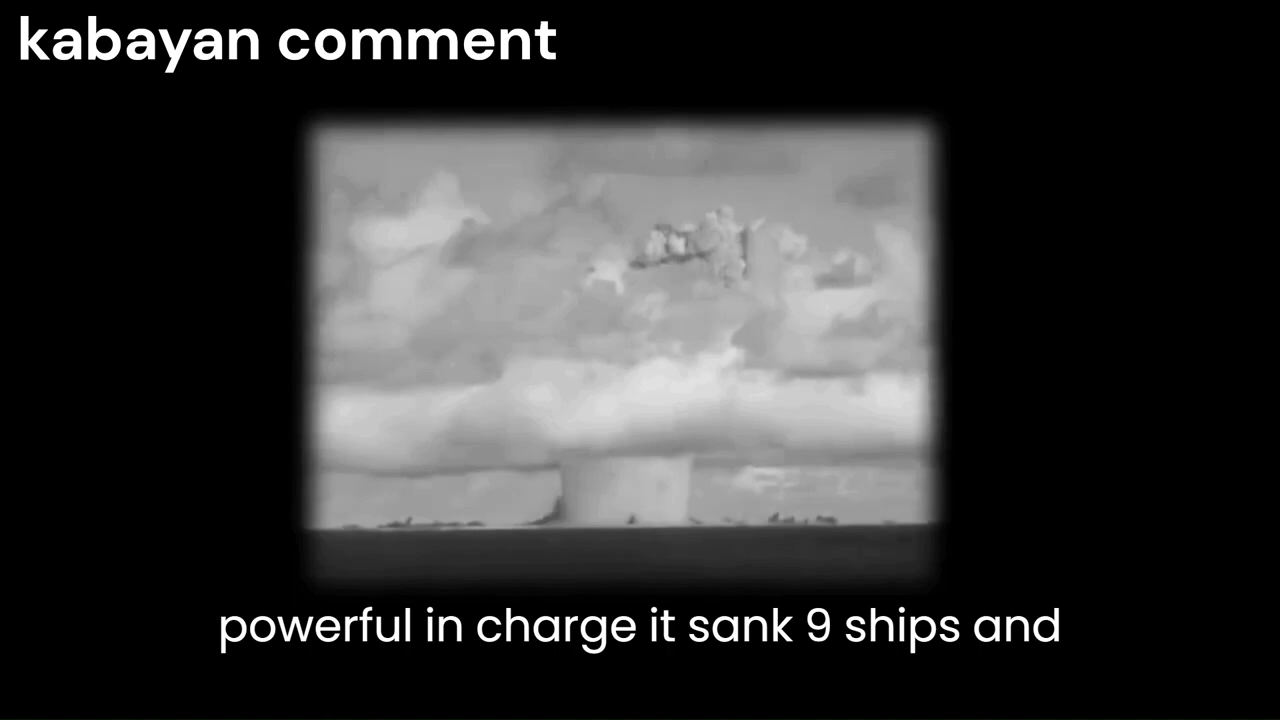 kabayan comment
powerful in charge it sank 9 ships and